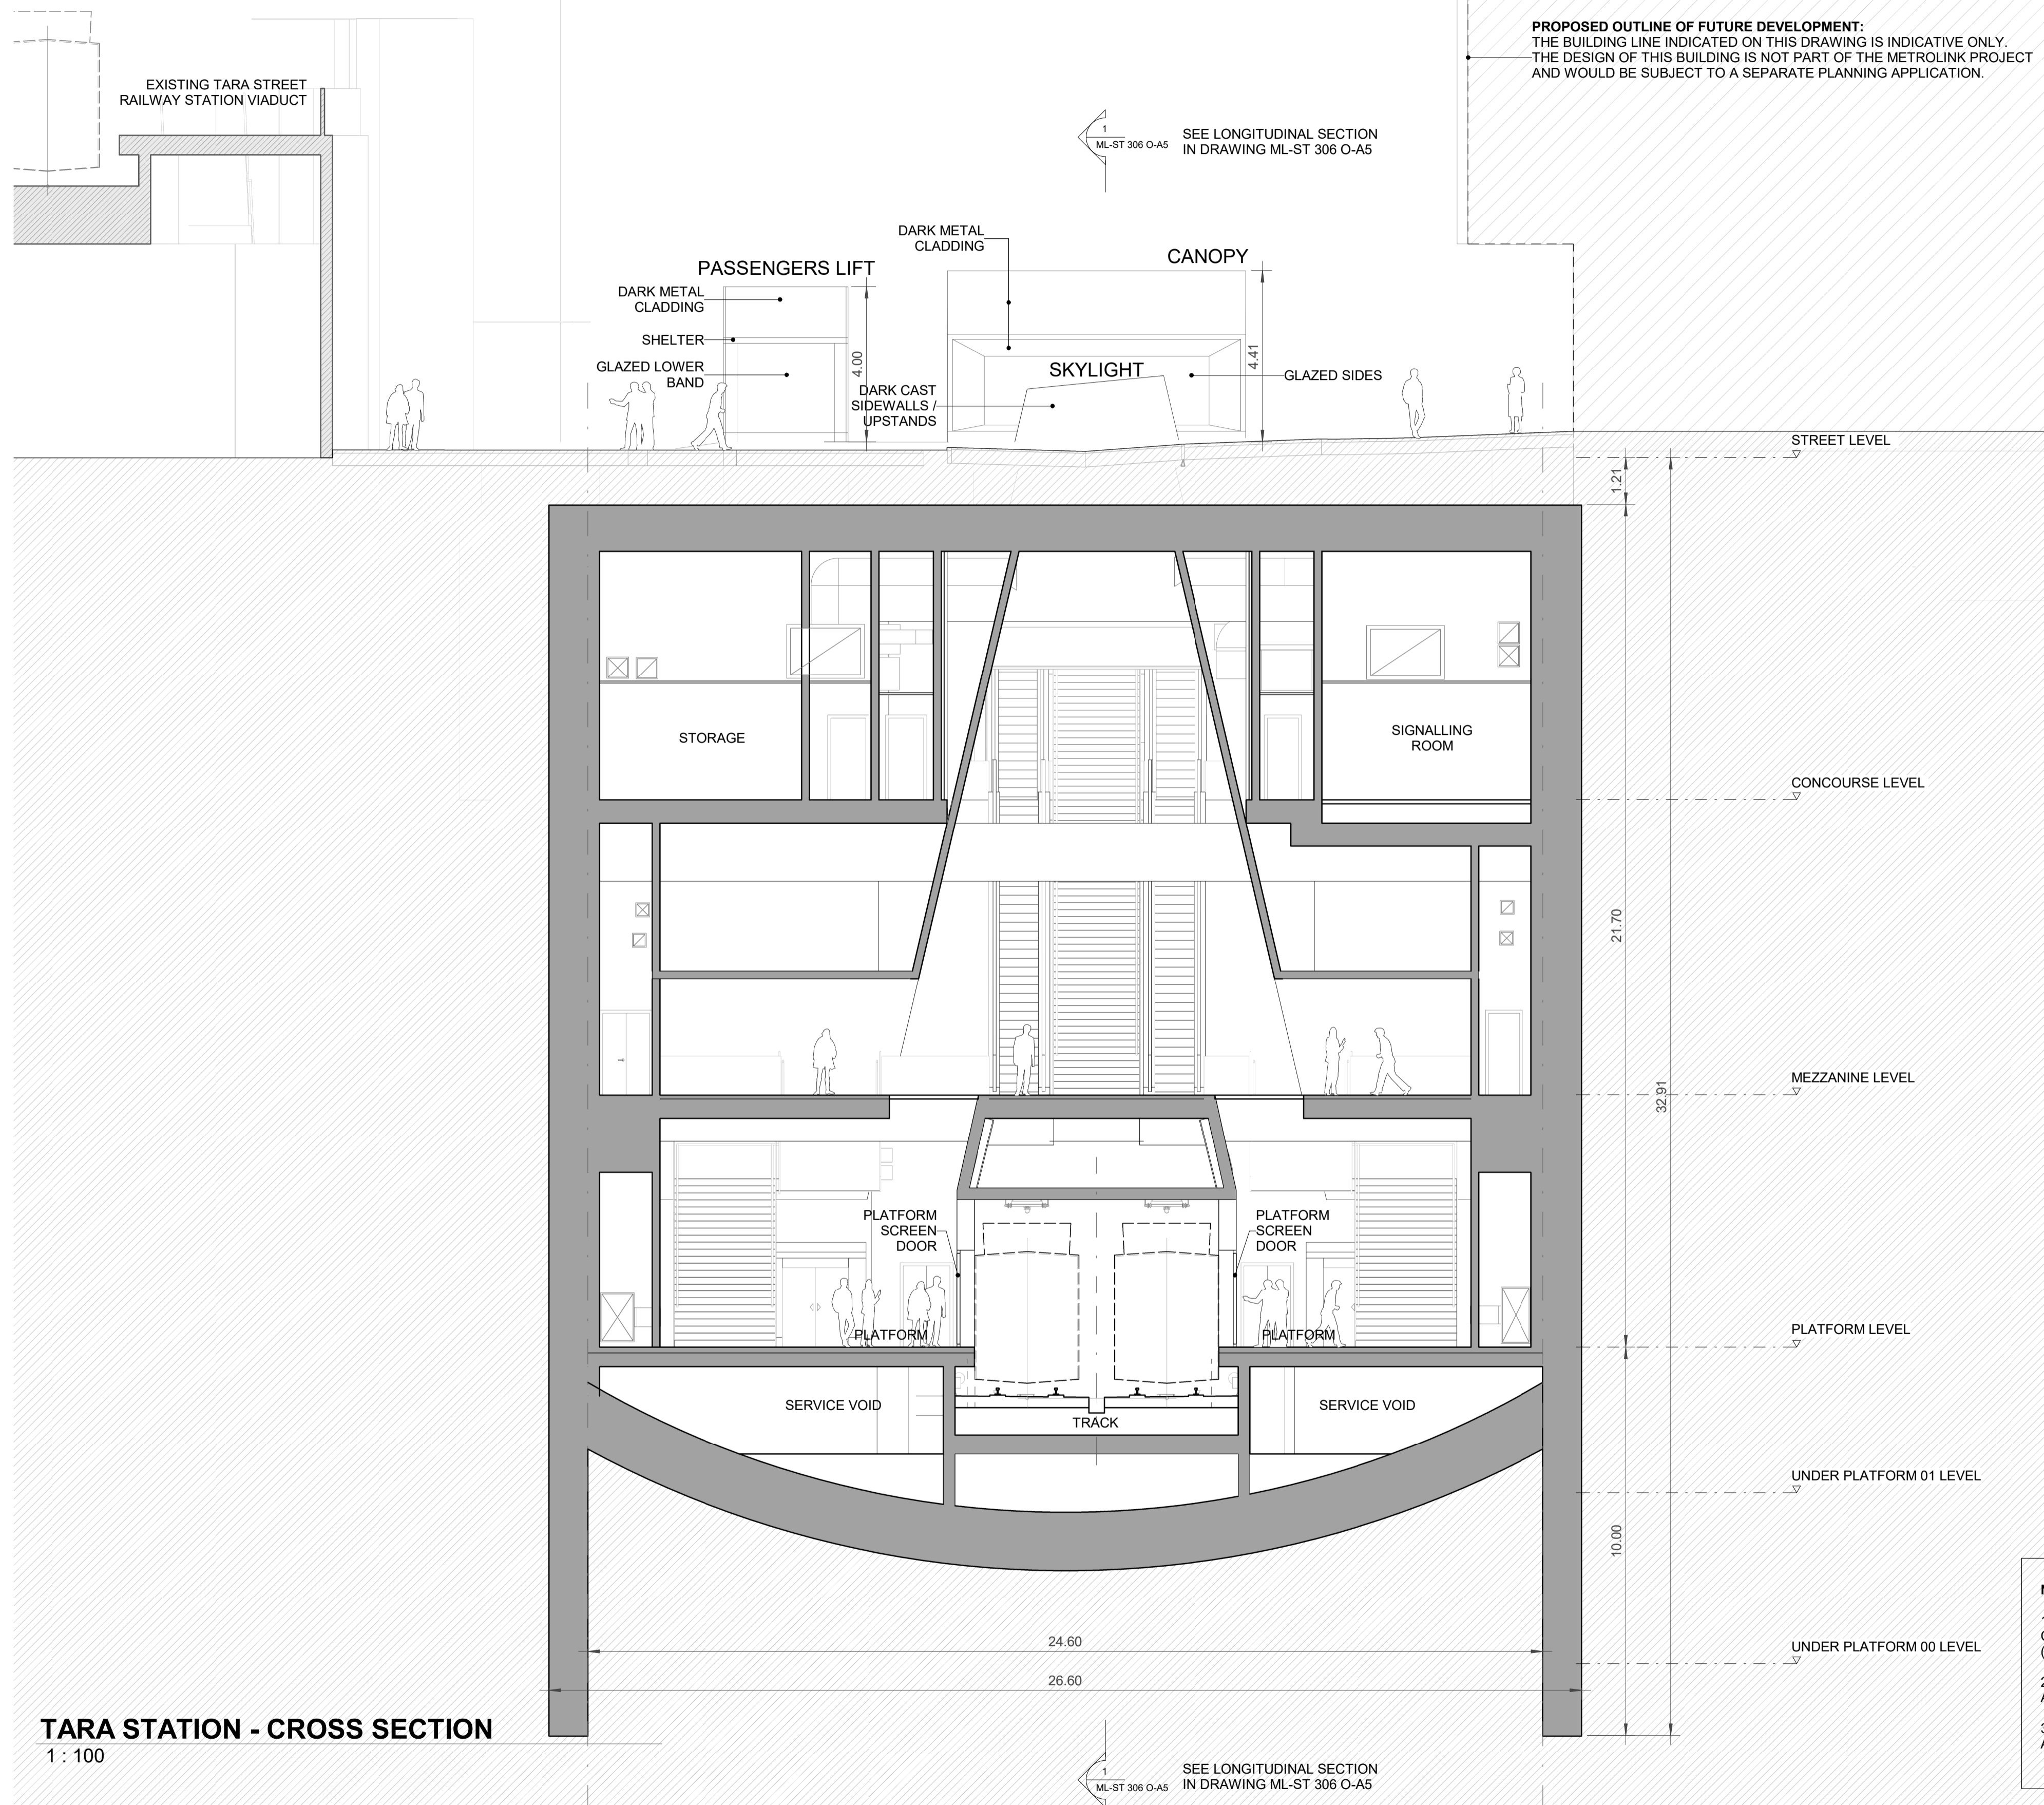 PROPOSED OUTLINE OF FUTURE DEVELOPMENT:
THE BUILDING LINE INDICATED ON THIS DRAWING IS INDICATIVE ONLY.
THE DESIGN OF THIS BUILDING IS NOT PART OF THE METROLINK PROJECT
AND WOULD BE SUBJECT TO A SEPARATE PLANNING APPLICATION.
EXISTING TARA STREET
RAILWAY STATION VIADUCT
1
ML-ST 306 O-A5
SEE LONGITUDINAL SECTION
IN DRAWING ML-ST 306 O-A5
DARK METAL
CLADDING
CANOPY
PASSENGERS LIFT
DARK METAL
CLADDING
SHELTER
GLAZED LOWER
BAND
4.00
DARK CAST
SIDEWALLS /
UPSTANDS
SKYLIGHT
4.41
GLAZED SIDES
STREET LEVEL
1.21
STORAGE
SIGNALLING
ROOM
CONCOURSE LEVEL
21.70
MEZZANINE LEVEL
32.91
PLATFORM
SCREEN
DOOR
PLATFORM
SCREEN
DOOR
PLATFORM
PLATFORM
PLATFORM LEVEL
SERVICE VOID
TRACK
SERVICE VOID
UNDER PLATFORM 01 LEVEL
10.00
24.60
UNDER PLATFORM 00 LEVEL
26.60
TARA STATION - CROSS SECTION
1 : 100
1
ML-ST 306 O-A5
SEE LONGITUDINAL SECTION
IN DRAWING ML-ST 306 O-A5